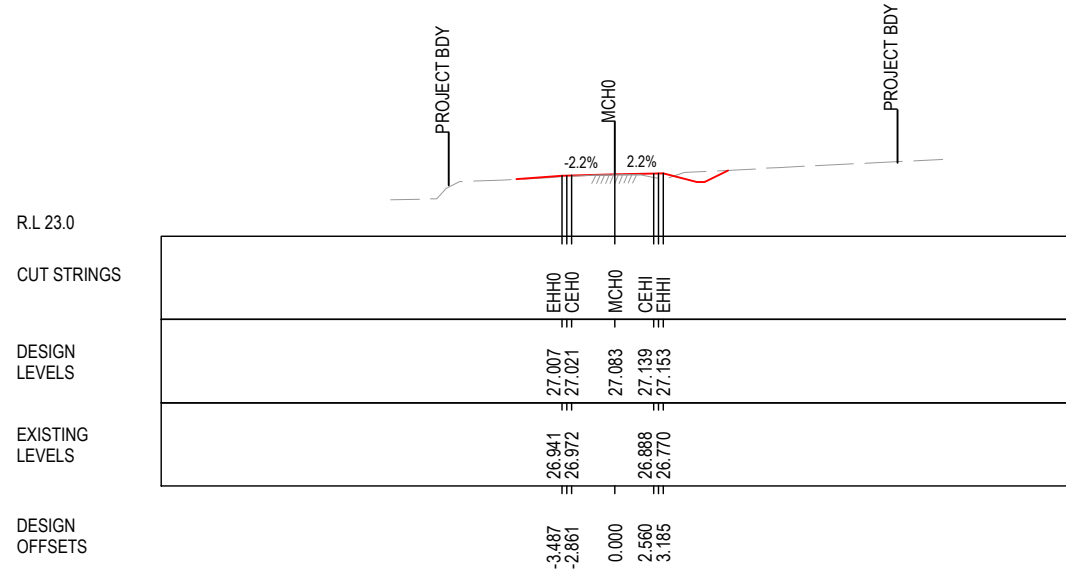 PROJECT BDY
MCH0
PROJECT BDY
-2.2%
2.2%
R.L 23.0
CUT STRINGS
EHH0
CEH0
MCH0
CEHI
EHHI
DESIGN
LEVELS
27.007
27.021
27.083
27.139
27.153
EXISTING
LEVELS
26.941
26.972
26.888
26.770
DESIGN
OFFSETS
-3.487
-2.861
0.000
2.560
3.185